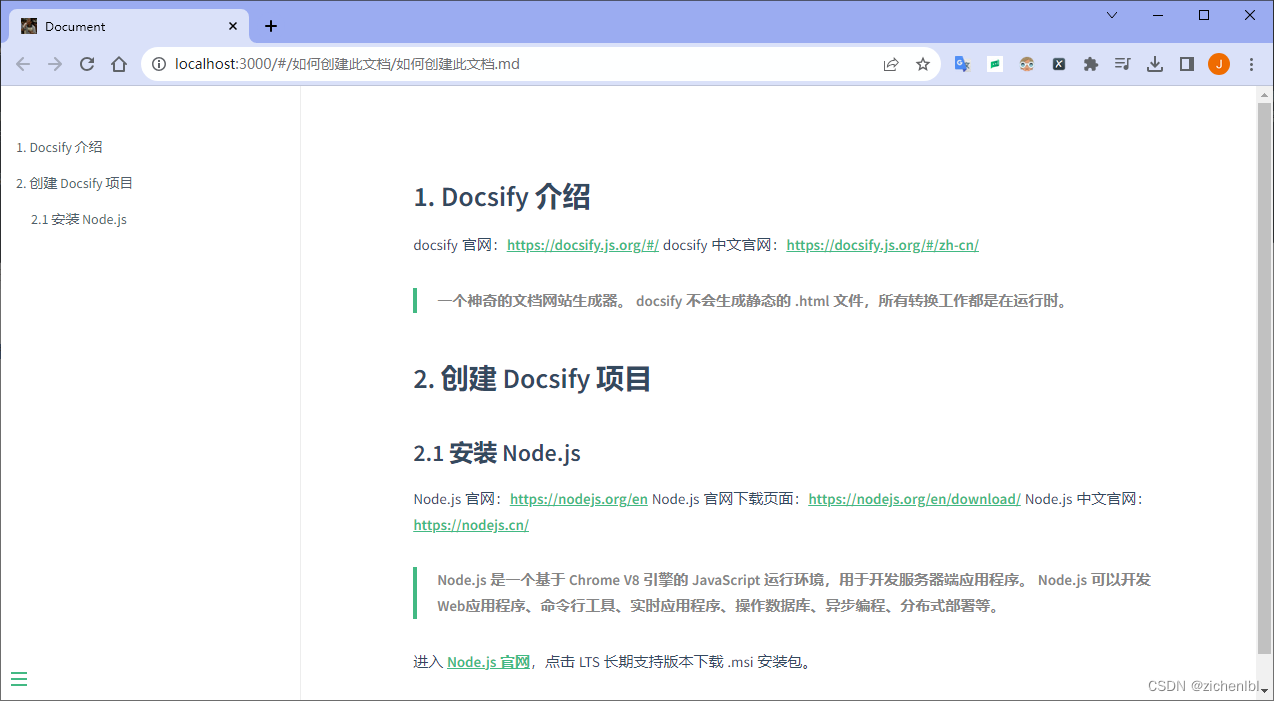 Document
localhost:3000/#/如何创建此文档/如何创建此文档.md
J
1. Docsify 介绍
2. 创建 Docsify 项目
2.1 安装 Node.js
1. Docsify 介绍
docsify 官网：https://docsify.js.org/#/ docsify 中文官网：https://docsify.js.org/#/zh-cn/
一个神奇的文档网站生成器。 docsify 不会生成静态的 .html 文件，所有转换工作都是在运行时。
2. 创建 Docsify 项目
2.1 安装 Node.js
Node.js 官网：https://nodejs.org/en Node.js 官网下载页面：https://nodejs.org/en/download/ Node.js 中文官网：
https://nodejs.cn/
Node.js 是一个基于 Chrome V8 引擎的 JavaScript 运行环境，用于开发服务器端应用程序。 Node.js 可以开发
Web应用程序、命令行工具、实时应用程序、操作数据库、异步编程、分布式部署等。
进入 Node.js 官网，点击 LTS 长期支持版本下载 .msi 安装包。
CSDN @zichenlbl